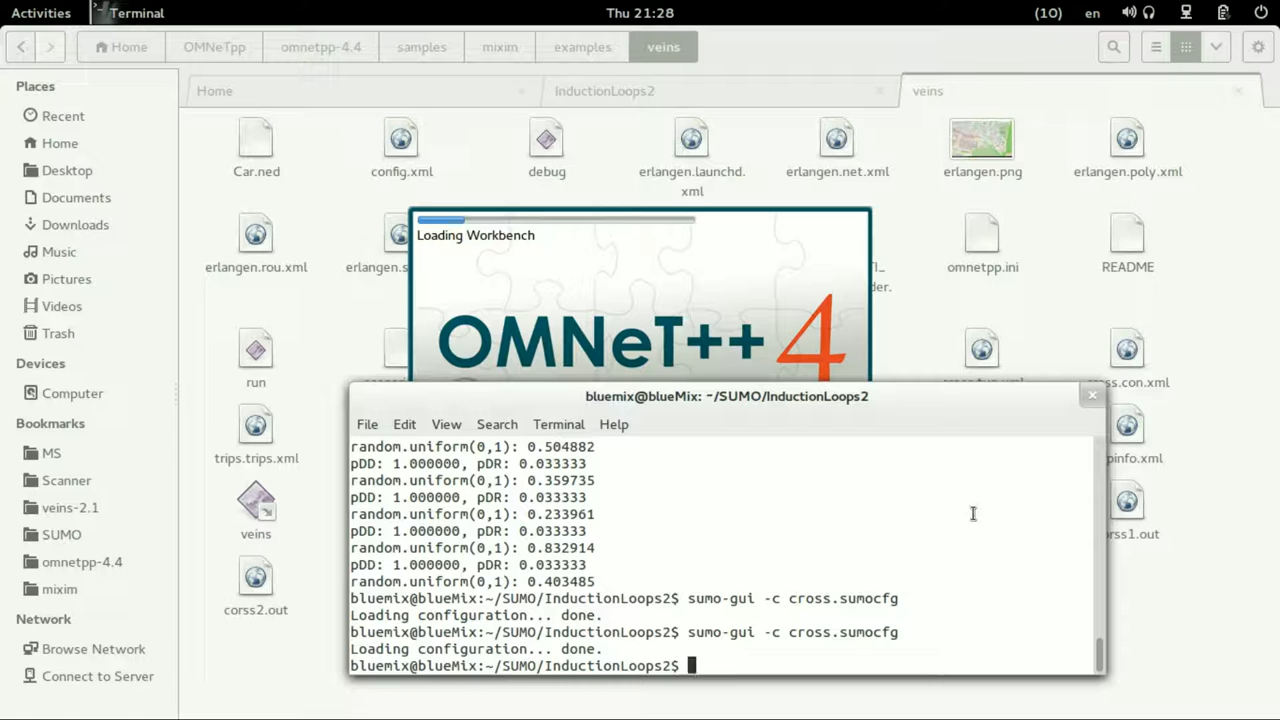 Activities
Terminal
Thu 21:28
(10)
en
Home
OMNeTpp
omnetpp-4.4
samples
mixim
examples
veins
Places
Recent
Home
Desktop
Documents
Downloads
Music
Pictures
Videos
Trash
Devices
Computer
Bookmarks
MS
Scanner
veins-2.1
SUMO
omnetpp-4.4
mixim
Network
Browse Network
Connect to Server
Home
InductionLoops2
veins
Car.ned
config.xml
debug
erlangen.launchd.
xml
erlangen.net.xml
erlangen.png
erlangen.poly.xml
erlangen.rou.xml
erlangen.s
omnetpp.ini
README
run
.con.xml
trips.trips.xml
pinfo.xml
veins
orss1.out
corss2.out
Loading Workbench
OMNeT++ 4
bluemix@blueMix: ~/SUMO/InductionLoops2
File Edit View Search Terminal Help
random.uniform(0,1): 0.504882
pDD: 1.000000, pDR: 0.033333
random.uniform(0,1): 0.359735
pDD: 1.000000, pDR: 0.033333
random.uniform(0,1): 0.233961
pDD: 1.000000, pDR: 0.033333
random.uniform(0,1): 0.832914
pDD: 1.000000, pDR: 0.033333
random.uniform(0,1): 0.403485
bluemix@blueMix:~/SUMO/InductionLoops2$ sumo-gui -c cross.sumocfg
Loading configuration... done.
bluemix@blueMix:~/SUMO/InductionLoops2$ sumo-gui -c cross.sumocfg
Loading configuration... done.
bluemix@blueMix:~/SUMO/InductionLoops2$